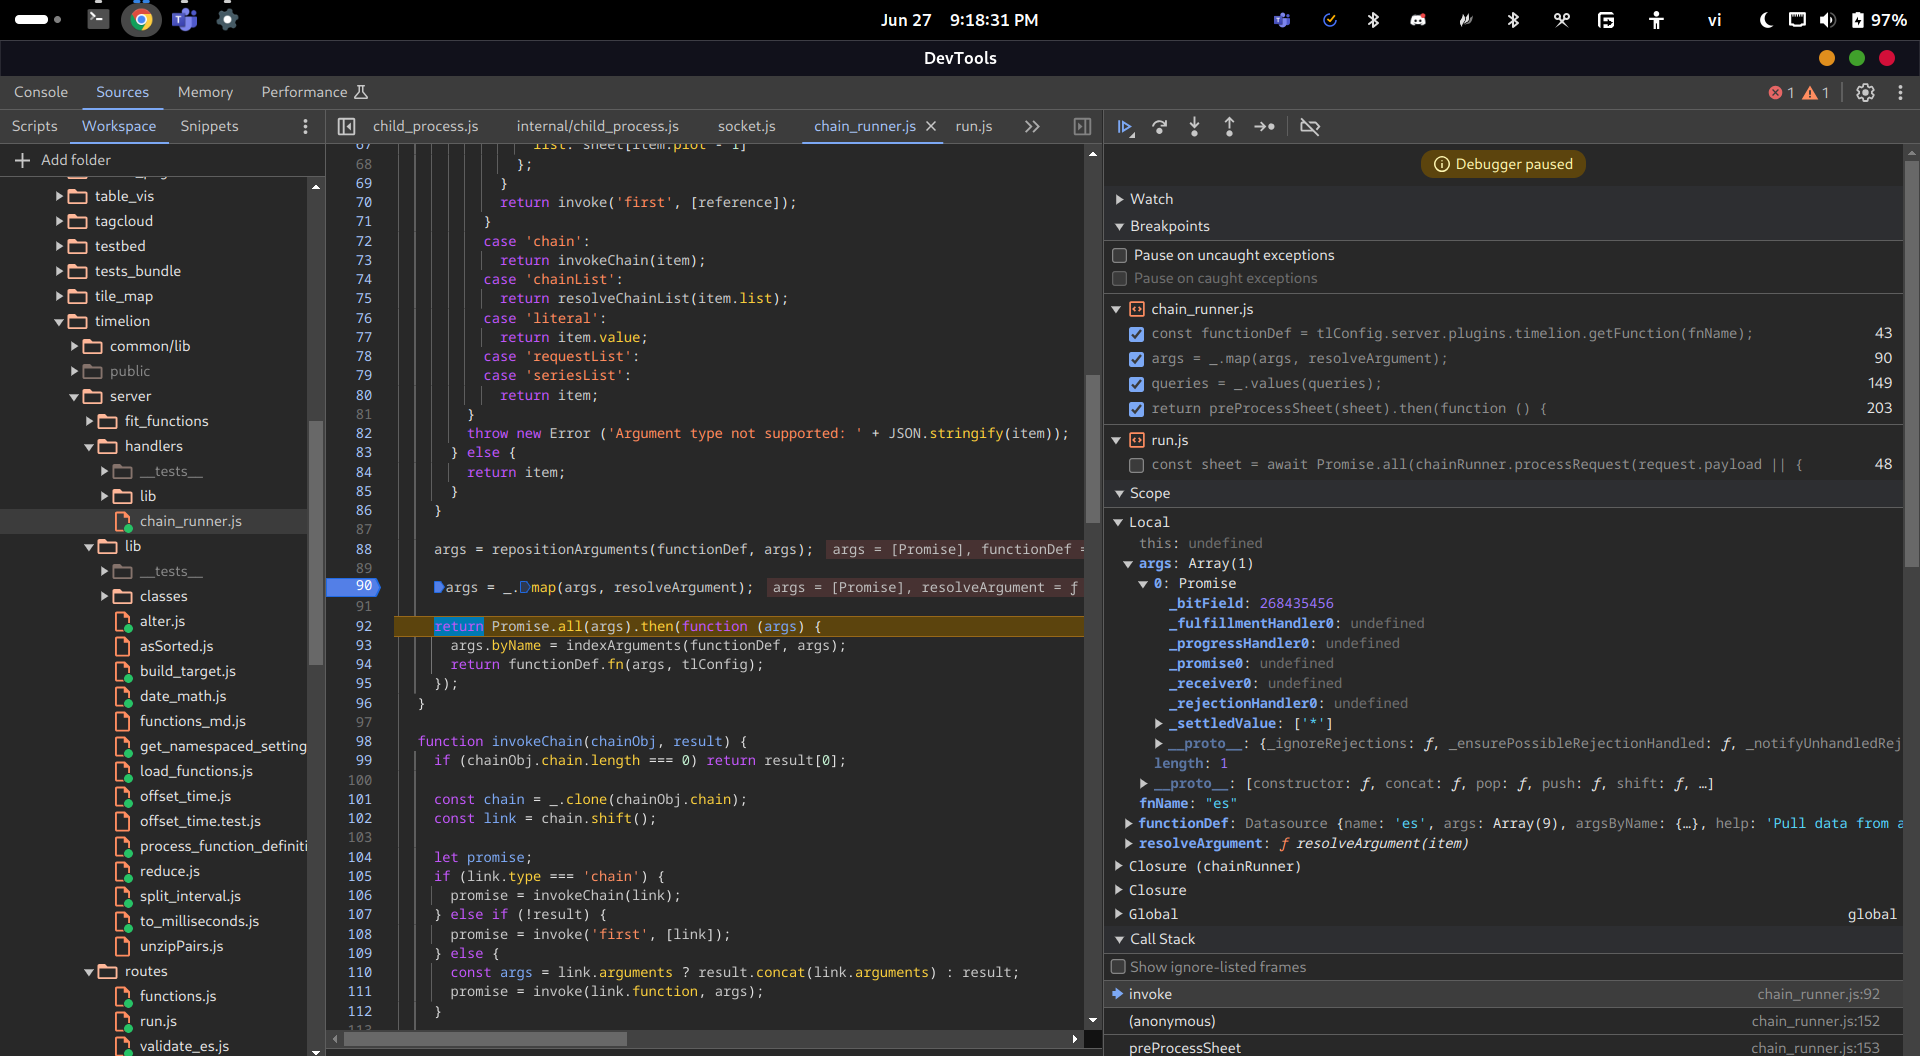 Jun 27 9:18:31 PM
vi
97%
DevTools
Console Sources Memory Performance
1 1
Scripts Workspace Snippets
child_process.js internal/child_process.js socket.js chain_runner.js run.js
Add folder
table_vis
tagcloud
testbed
tests_bundle
tile_map
timelion
common/lib
public
server
fit_functions
handlers
__tests__
lib
chain_runner.js
lib
__tests__
classes
alter.js
asSorted.js
build_target.js
date_math.js
functions_md.js
get_namespaced_setting
load_functions.js
offset_time.js
offset_time.test.js
process_function_definiti
reduce.js
split_interval.js
to_milliseconds.js
unzipPairs.js
routes
functions.js
run.js
validate_es.js
67 list: sheet[item.plot - 1]
68 };
69 }
70 return invoke('first', [reference]);
71 }
72 case 'chain':
73 return invokeChain(item);
74 case 'chainList':
75 return resolveChainList(item.list);
76 case 'literal':
77 return item.value;
78 case 'requestList':
79 case 'seriesList':
80 return item;
81 }
82 throw new Error ('Argument type not supported: ' + JSON.stringify(item));
83 } else {
84 return item;
85 }
86 }
87
88 args = repositionArguments(functionDef, args); args = [Promise], functionDef =
89
90 args = _.map(args, resolveArgument); args = [Promise], resolveArgument = ƒ
91
92 return Promise.all(args).then(function (args) {
93 args.byName = indexArguments(functionDef, args);
94 return functionDef.fn(args, tlConfig);
95 });
96 }
97
98 function invokeChain(chainObj, result) {
99 if (chainObj.chain.length === 0) return result[0];
100
101 const chain = _.clone(chainObj.chain);
102 const link = chain.shift();
103
104 let promise;
105 if (link.type === 'chain') {
106 promise = invokeChain(link);
107 } else if (!result) {
108 promise = invoke('first', [link]);
109 } else {
110 const args = link.arguments ? result.concat(link.arguments) : result;
111 promise = invoke(link.function, args);
112 }
113
Debugger paused
Watch
Breakpoints
Pause on uncaught exceptions
Pause on caught exceptions
chain_runner.js
const functionDef = tlConfig.server.plugins.timelion.getFunction(fnName); 43
args = _.map(args, resolveArgument); 90
queries = _.values(queries); 149
return preProcessSheet(sheet).then(function () { 203
run.js
const sheet = await Promise.all(chainRunner.processRequest(request.payload || { 48
Scope
Local
this: undefined
args: Array(1)
0: Promise
_bitField: 268435456
_fulfillmentHandler0: undefined
_progressHandler0: undefined
_promise0: undefined
_receiver0: undefined
_rejectionHandler0: undefined
_settledValue: ['*']
__proto__: {_ignoreRejections: ƒ, _ensurePossibleRejectionHandled: ƒ, _notifyUnhandledRej
length: 1
__proto__: [constructor: ƒ, concat: ƒ, pop: ƒ, push: ƒ, shift: ƒ, …]
fnName: "es"
functionDef: Datasource {name: 'es', args: Array(9), argsByName: {…}, help: 'Pull data from a
resolveArgument: ƒ resolveArgument(item)
Closure (chainRunner)
Closure
Global global
Call Stack
Show ignore-listed frames
invoke chain_runner.js:92
(anonymous) chain_runner.js:152
preProcessSheet chain_runner.js:153